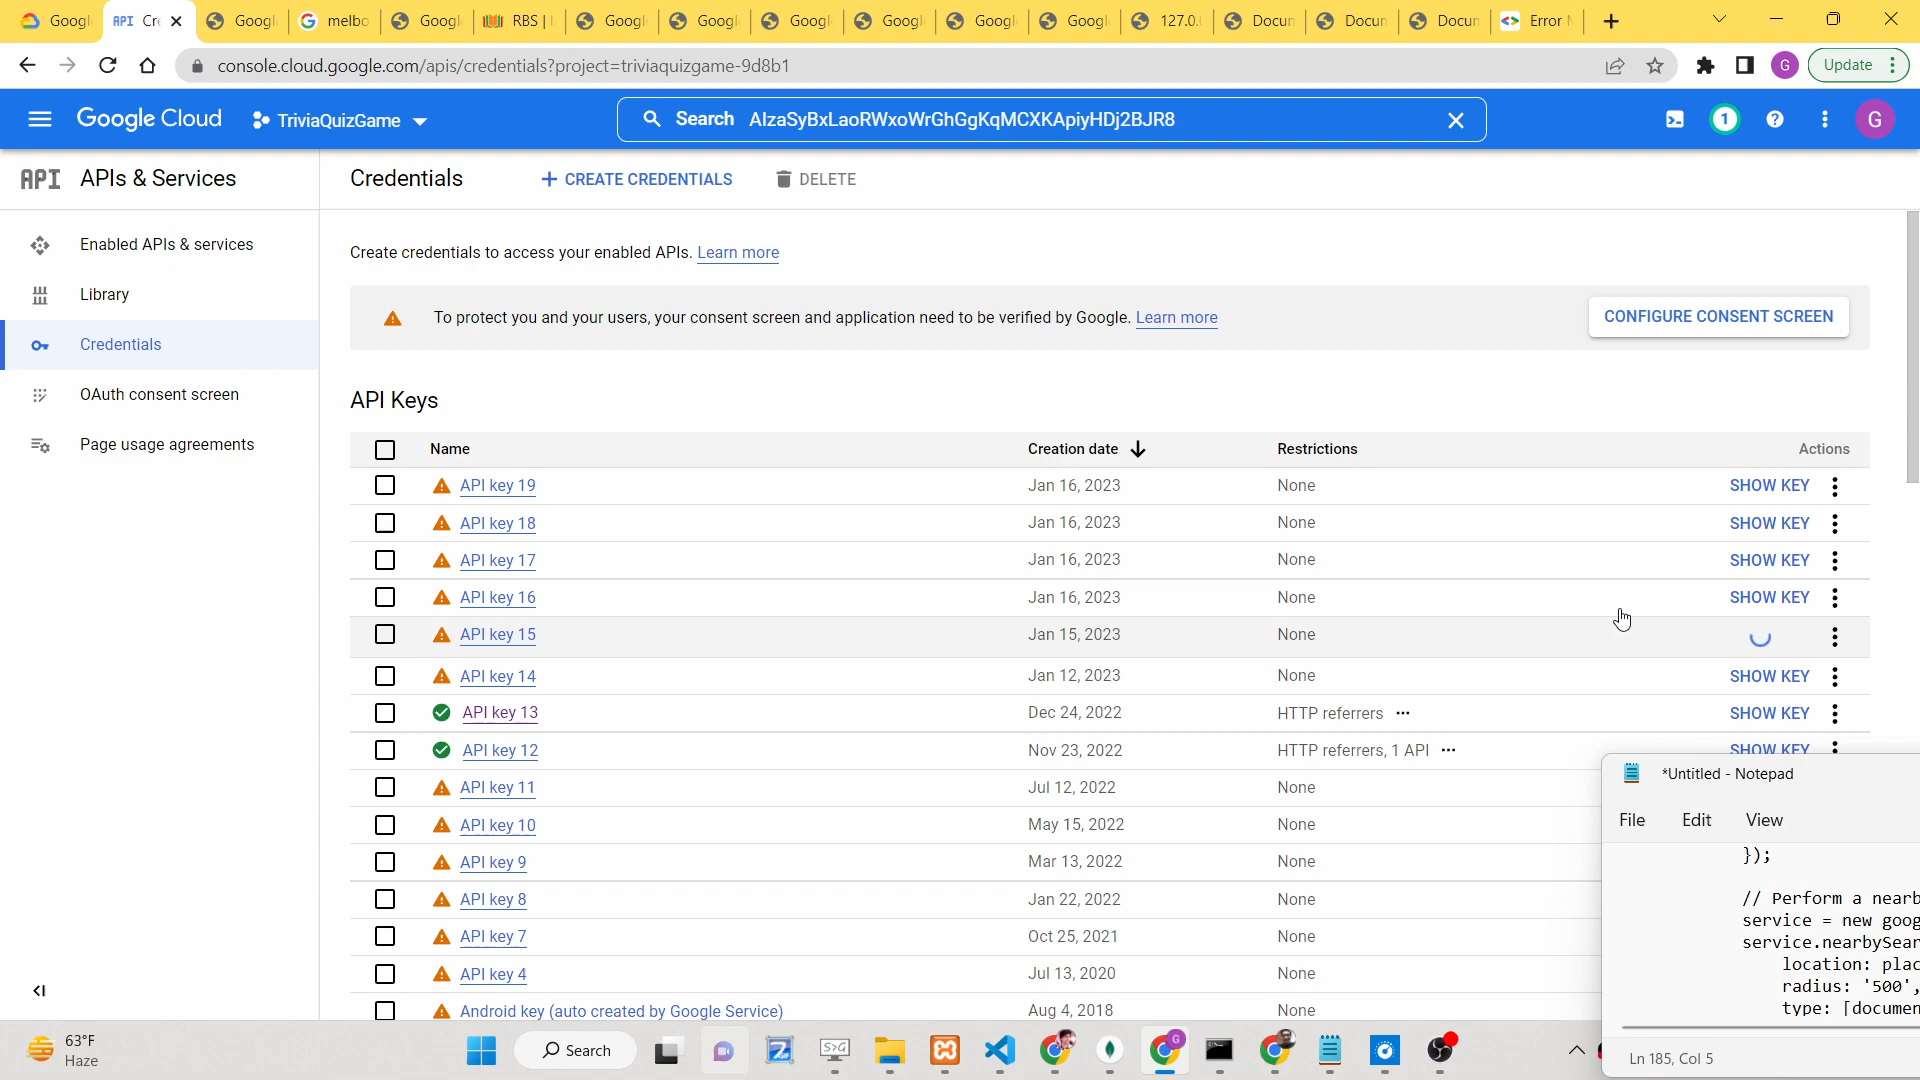 Googl
API Cre
Googl
melbo
Googl
RBS | I
Googl
Googl
Googl
Googl
Googl
Googl
127.0.
Docun
Docun
Docun
Error N
console.cloud.google.com/apis/credentials?project=triviaquizgame-9d8b1
G
Update
Google Cloud
TriviaQuizGame
Search AIzaSyBxLaoRWxoWrGhGgKqMCXKApiyHDj2BJR8
1
G
API APIs & Services
Credentials
CREATE CREDENTIALS
DELETE
Enabled APIs & services
Library
Credentials
OAuth consent screen
Page usage agreements
Create credentials to access your enabled APIs. Learn more
To protect you and your users, your consent screen and application need to be verified by Google. Learn more
CONFIGURE CONSENT SCREEN
API Keys
Name Creation date Restrictions Actions
API key 19 Jan 16, 2023 None SHOW KEY
API key 18 Jan 16, 2023 None SHOW KEY
API key 17 Jan 16, 2023 None SHOW KEY
API key 16 Jan 16, 2023 None SHOW KEY
API key 15 Jan 15, 2023 None
API key 14 Jan 12, 2023 None SHOW KEY
API key 13 Dec 24, 2022 HTTP referrers ··· SHOW KEY
API key 12 Nov 23, 2022 HTTP referrers, 1 API ··· SHOW KEY
API key 11 Jul 12, 2022 None
API key 10 May 15, 2022 None
API key 9 Mar 13, 2022 None
API key 8 Jan 22, 2022 None
API key 7 Oct 25, 2021 None
API key 4 Jul 13, 2020 None
Android key (auto created by Google Service) Aug 4, 2018 None
*Untitled - Notepad
File Edit View
});
// Perform a nearb
service = new goog
service.nearbySear
location: plac
radius: '500',
type: [documen
Ln 185, Col 5
63°F
Haze
Search